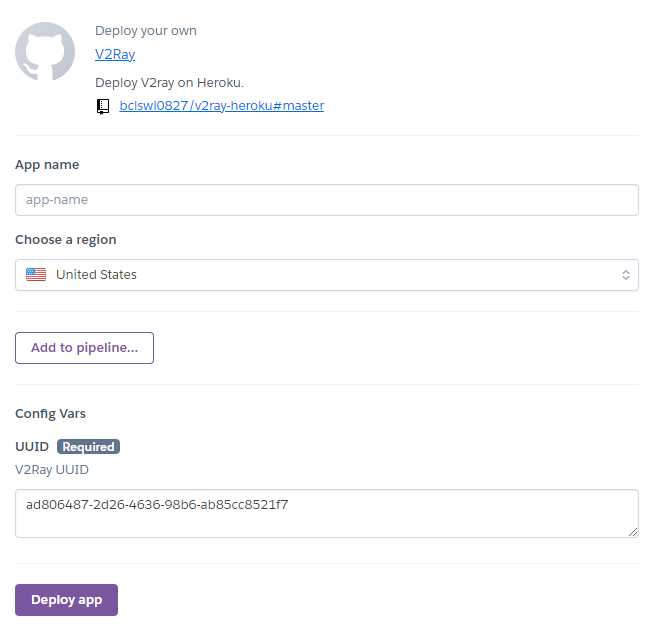 Deploy your own
V2Ray
Deploy V2ray on Heroku.
bclswl0827/v2ray-heroku#master
App name
app-name
Choose a region
United States
Add to pipeline...
Config Vars
UUID Required
V2Ray UUID
ad806487-2d26-4636-98b6-ab85cc8521f7
Deploy app